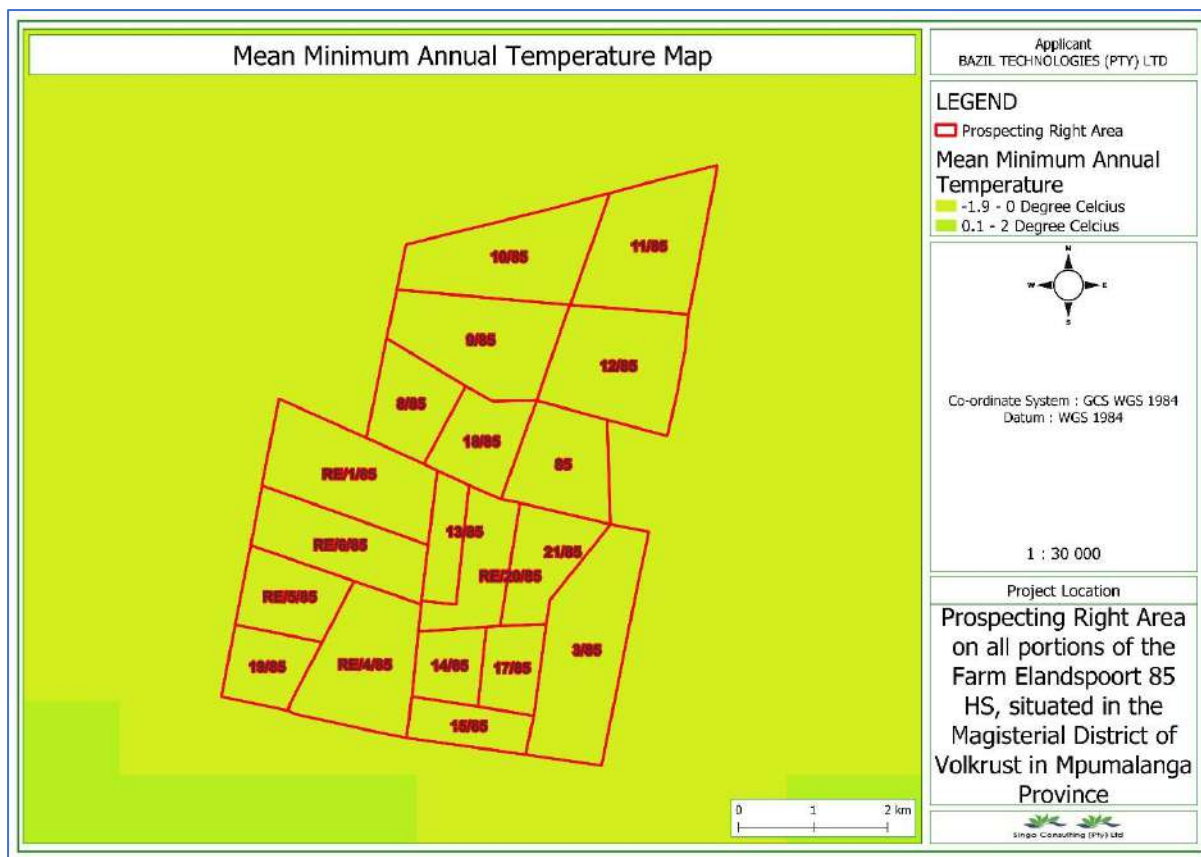 Mean Minimum Annual Temperature Map
Applicant
BAZIL TECHNOLOGIES (PTY) LTD
LEGEND
Prospecting Right Area
Mean Minimum Annual
Temperature
-1.9 - 0 Degree Celcius
0.1 - 2 Degree Celcius
N
W
E
S
Co-ordinate System : GCS WGS 1984
Datum : WGS 1984
1 : 30 000
Project Location
Prospecting Right Area
on all portions of the
Farm Elandspoort 85
HS, situated in the
Magisterial District of
Volkrust in Mpumalanga
Province
Singo Consulting (Pty) Ltd
11/85
10/85
9/85
12/85
8/85
18/85
85
RE/1/85
13/85
RE/6/85
21/85
RE/20/85
RE/5/85
3/85
19/85
RE/4/85
14/85
17/85
15/85
0
1
2 km